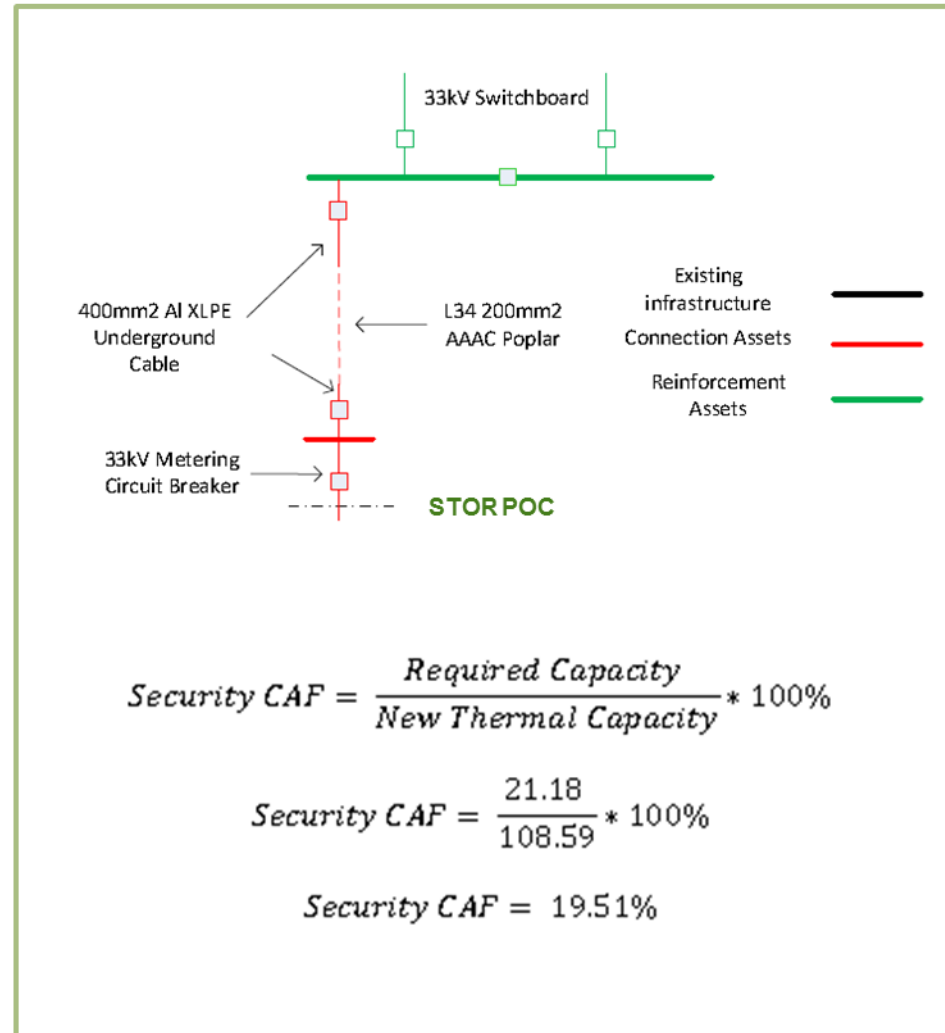 33kV Switchboard
400mm2 Al XLPE
Underground
Cable
L34 200mm2
AAAC Poplar
Existing
infrastructure
Connection Assets
Reinforcement
Assets
33kV Metering
Circuit Breaker
STOR POC
Security CAF = Required Capacity / New Thermal Capacity * 100%
Security CAF = 21.18 / 108.59 * 100%
Security CAF = 19.51%